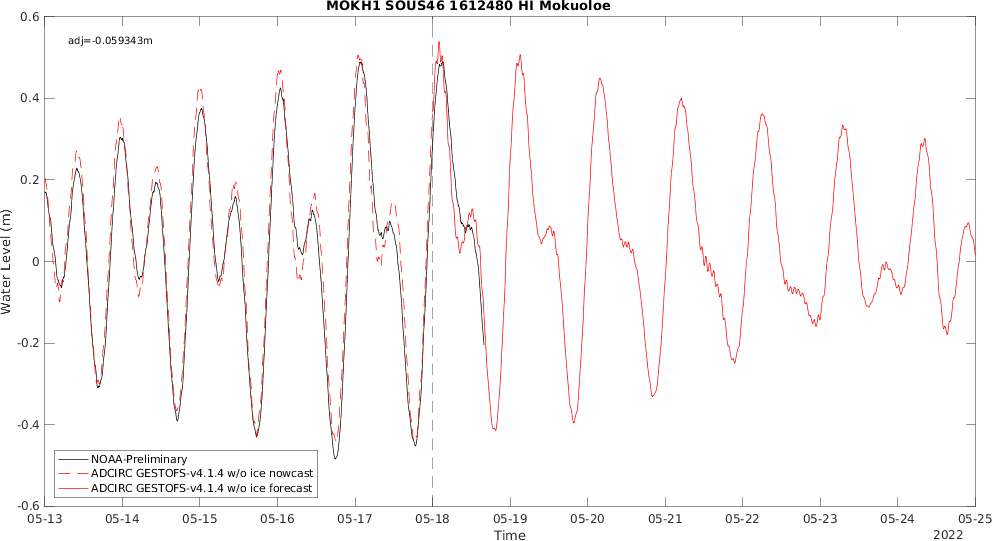 MOKH1 SOUS46 1612480 HI Mokuoloe
adj=-0.059343m
0.6
0.4
0.2
0
-0.2
-0.4
-0.6
Water Level (m)
NOAA-Preliminary
ADCIRC GESTOFS-v4.1.4 w/o ice nowcast
ADCIRC GESTOFS-v4.1.4 w/o ice forecast
05-13 05-14 05-15 05-16 05-17 05-18 05-19 05-20 05-21 05-22 05-23 05-24 05-25
Time
2022